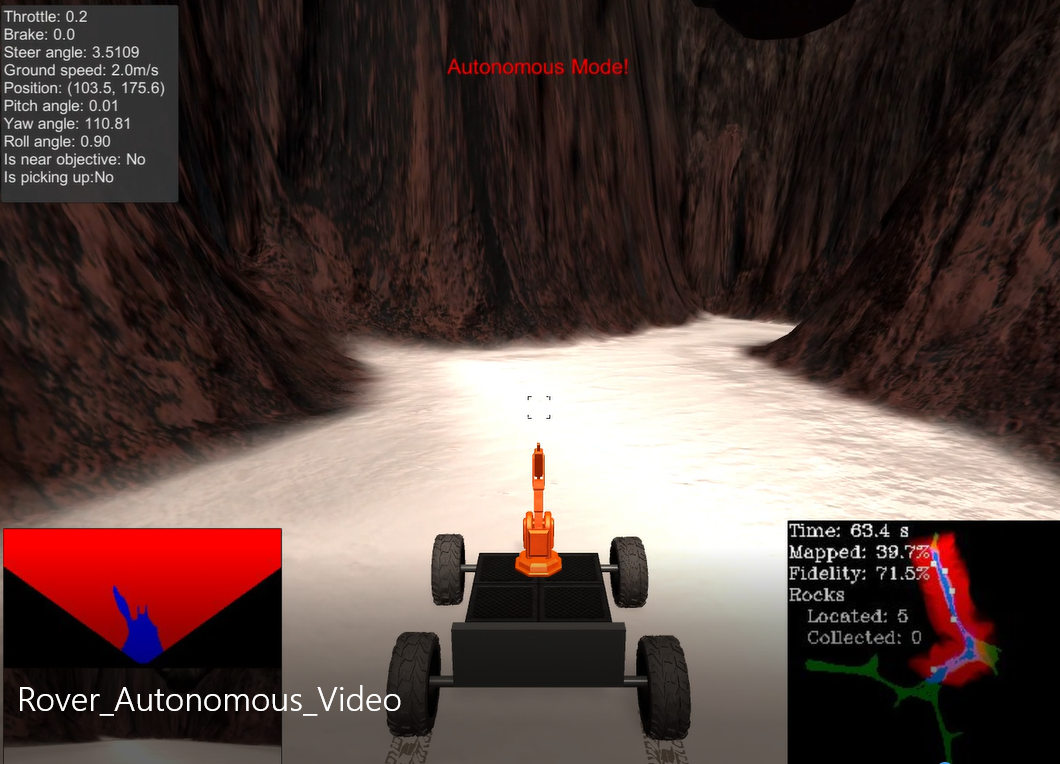 Throttle: 0.2
Brake: 0.0
Steer angle: 3.5109
Ground speed: 2.0m/s
Position: (103.5, 175.6)
Pitch angle: 0.01
Yaw angle: 110.81
Roll angle: 0.90
Is near objective: No
Is picking up:No
Autonomous Mode!
Time: 63.4 s
Mapped: 39.7%
Fidelity: 71.5%
Rocks
Located: 5
Collected: 0
Rover_Autonomous_Video